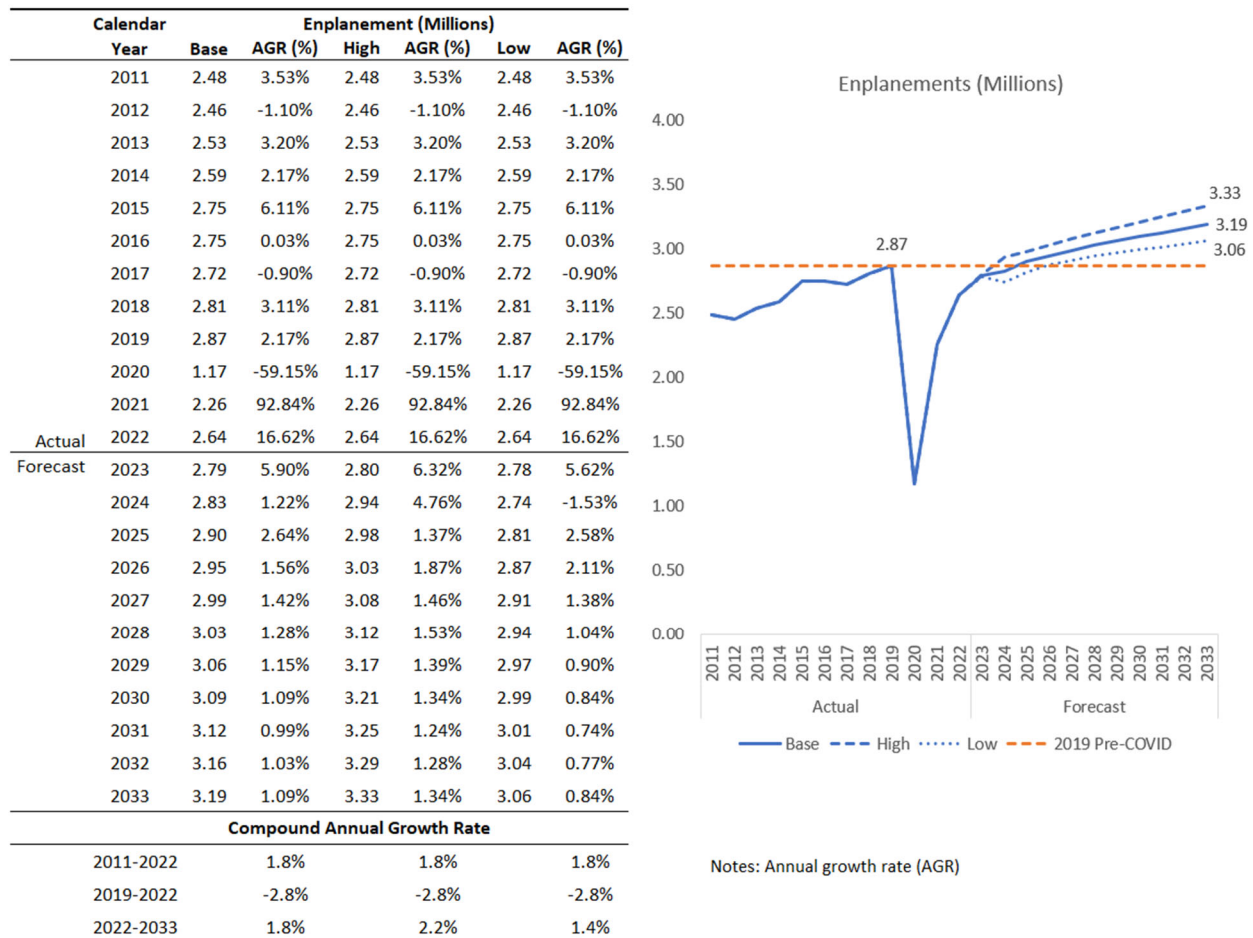 Calendar Enplanement (Millions)
Year Base AGR (%) High AGR (%) Low AGR (%)
2011 2.48 3.53% 2.48 3.53% 2.48 3.53%
2012 2.46 -1.10% 2.46 -1.10% 2.46 -1.10%
2013 2.53 3.20% 2.53 3.20% 2.53 3.20%
2014 2.59 2.17% 2.59 2.17% 2.59 2.17%
2015 2.75 6.11% 2.75 6.11% 2.75 6.11%
2016 2.75 0.03% 2.75 0.03% 2.75 0.03%
2017 2.72 -0.90% 2.72 -0.90% 2.72 -0.90%
2018 2.81 3.11% 2.81 3.11% 2.81 3.11%
2019 2.87 2.17% 2.87 2.17% 2.87 2.17%
2020 1.17 -59.15% 1.17 -59.15% 1.17 -59.15%
2021 2.26 92.84% 2.26 92.84% 2.26 92.84%
Actual 2022 2.64 16.62% 2.64 16.62% 2.64 16.62%
Forecast 2023 2.79 5.90% 2.80 6.32% 2.78 5.62%
2024 2.83 1.22% 2.94 4.76% 2.74 -1.53%
2025 2.90 2.64% 2.98 1.37% 2.81 2.58%
2026 2.95 1.56% 3.03 1.87% 2.87 2.11%
2027 2.99 1.42% 3.08 1.46% 2.91 1.38%
2028 3.03 1.28% 3.12 1.53% 2.94 1.04%
2029 3.06 1.15% 3.17 1.39% 2.97 0.90%
2030 3.09 1.09% 3.21 1.34% 2.99 0.84%
2031 3.12 0.99% 3.25 1.24% 3.01 0.74%
2032 3.16 1.03% 3.29 1.28% 3.04 0.77%
2033 3.19 1.09% 3.33 1.34% 3.06 0.84%
Compound Annual Growth Rate
2011-2022 1.8% 1.8% 1.8%
2019-2022 -2.8% -2.8% -2.8%
2022-2033 1.8% 2.2% 1.4%
Enplanements (Millions)
4.00
3.50
3.00
2.50
2.00
1.50
1.00
0.50
0.00
2.87
3.33
3.19
3.06
2011 2012 2013 2014 2015 2016 2017 2018 2019 2020 2021 2022 2023 2024 2025 2026 2027 2028 2029 2030 2031 2032 2033
Actual Forecast
Base High Low 2019 Pre-COVID
Notes: Annual growth rate (AGR)